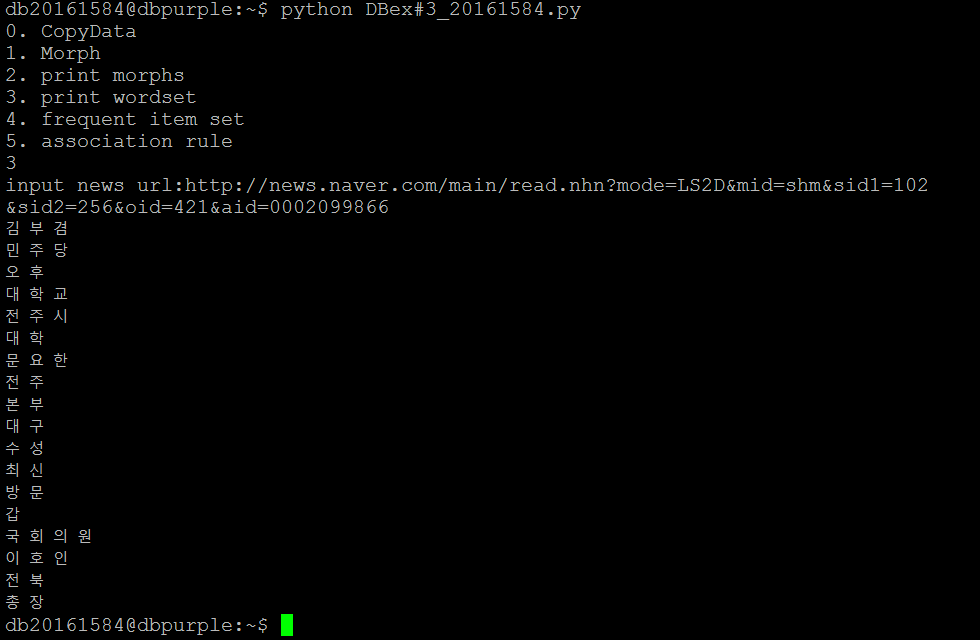 db20161584@dbpurple:~$ python DBex#3_20161584.py
0. CopyData
1. Morph
2. print morphs
3. print wordset
4. frequent item set
5. association rule
3
input news url:http://news.naver.com/main/read.nhn?mode=LS2D&mid=shm&sid1=102
&sid2=256&oid=421&aid=0002099866
김부겸
민주당
오후
대학교
전주시
대학
문요한
전주
본부
대구
수성
최신
방문
갑
국회의원
이호인
전북
총장
db20161584@dbpurple:~$